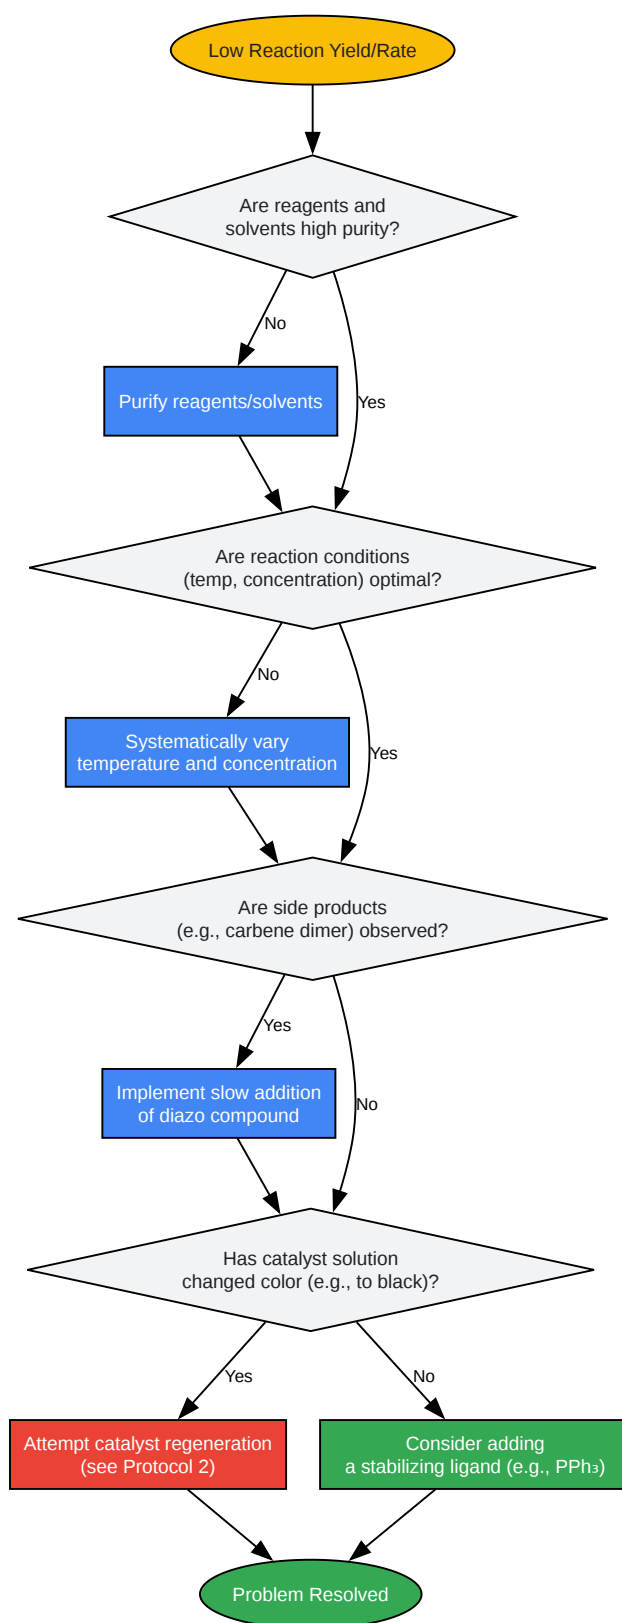 Low Reaction Yield/Rate
Are reagents and
solvents high purity?
No
Purify reagents/solvents
Yes
Are reaction conditions
(temp, concentration) optimal?
No
Systematically vary
temperature and concentration
Yes
Are side products
(e.g., carbene dimer) observed?
Yes
Implement slow addition
of diazo compound
No
Has catalyst solution
changed color (e.g., to black)?
Yes
No
Attempt catalyst regeneration
(see Protocol 2)
Consider adding
a stabilizing ligand (e.g., PPh₃)
Problem Resolved